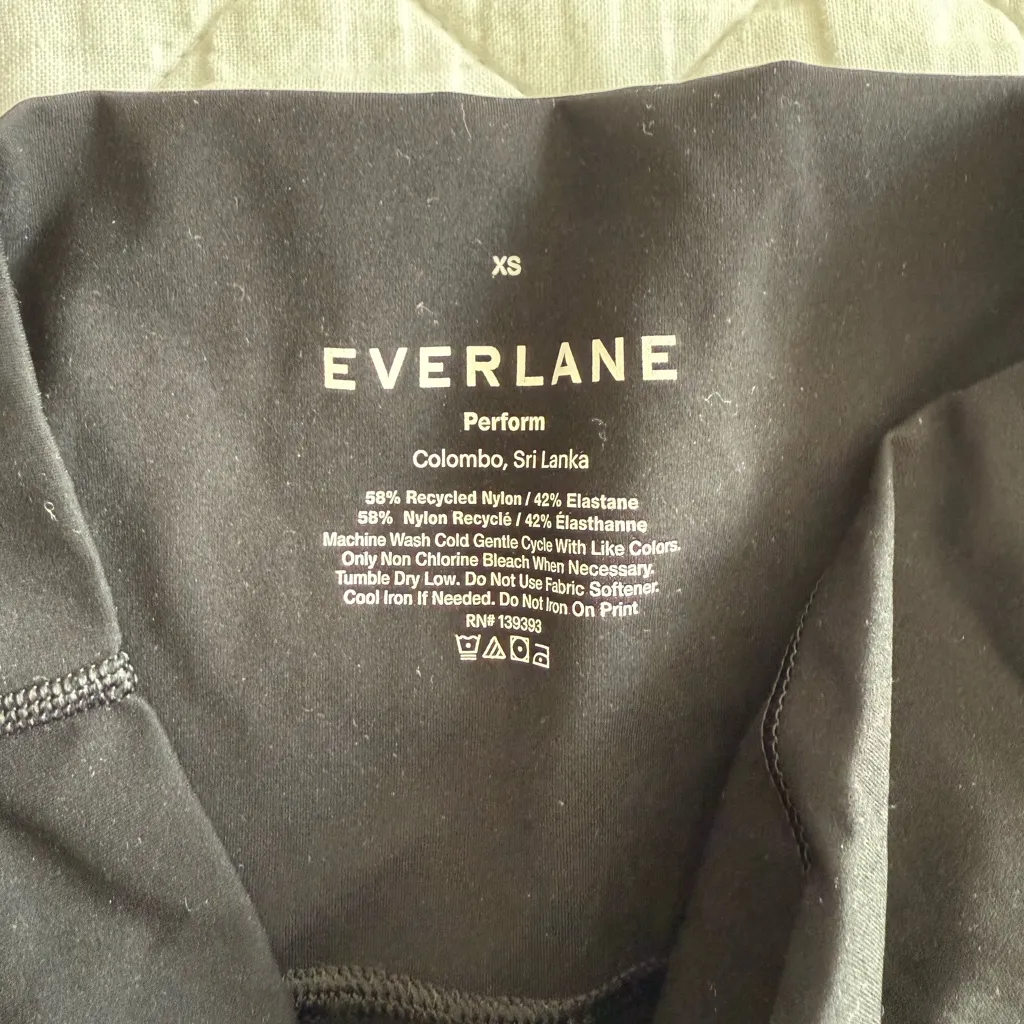 XS
EVERLANE
Perform
Colombo, Sri Lanka
58% Recycled Nylon / 42% Elastane
58% Nylon Recyclé / 42% Élasthanne
Machine Wash Cold Gentle Cycle With Like Colors.
Only Non Chlorine Bleach When Necessary.
Tumble Dry Low. Do Not Use Fabric Softener.
Cool Iron If Needed. Do Not Iron On Print
RN# 139393